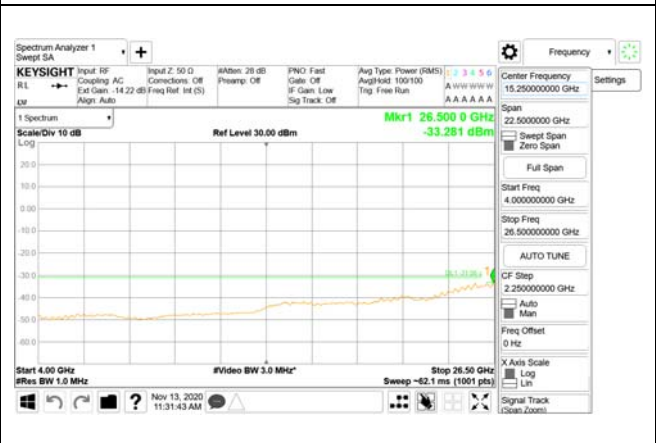 Spectrum Analyzer 1
Swept SA
+
Frequency
KEYSIGHT
RL
Input: RF
Coupling: AC
Ext Gain: -14.22 dB
Align: Auto
Input Z: 50 Ω
Corrections: Off
Freq Ref: Int (S)
#Atten: 28 dB
Preamp: Off
PNO: Fast
Gate: Off
IF Gain: Low
Sig Track: Off
Avg Type: Power (RMS)
Avg|Hold: 100/100
Trig: Free Run
1 2 3 4 5 6
A W W W W W
A A A A A A
1 Spectrum
Scale/Div 10 dB
Log
Ref Level 30.00 dBm
Mkr1 26.500 0 GHz
-33.281 dBm
20.0
10.0
0.00
-10.0
-20.0
-30.0
-40.0
-50.0
-60.0
1
Start 4.00 GHz
#Res BW 1.0 MHz
#Video BW 3.0 MHz*
Stop 26.50 GHz
Sweep ~62.1 ms (1001 pts)
Nov 13, 2020
11:31:43 AM
Center Frequency
15.250000000 GHz
Settings
Span
22.5000000 GHz
Swept Span
Zero Span
Full Span
Start Freq
4.000000000 GHz
Stop Freq
26.500000000 GHz
AUTO TUNE
CF Step
2.250000000 GHz
Auto
Man
Freq Offset
0 Hz
X Axis Scale
Log
Lin
Signal Track
(Span Zoom)